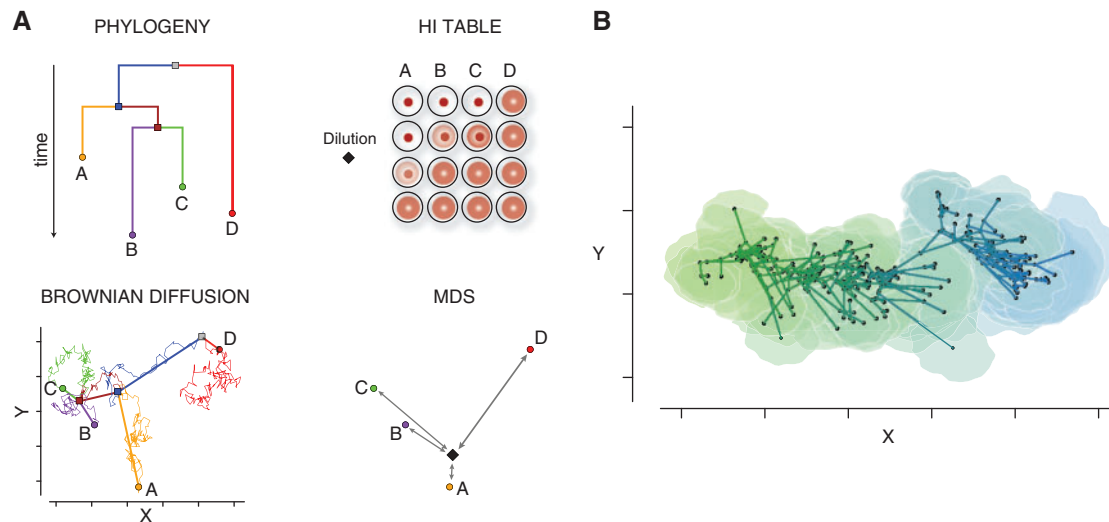 A
PHYLOGENY
time
A
B
C
D
HI TABLE
A B C D
Dilution
BROWNIAN DIFFUSION
Y
C
B
D
A
X
MDS
D
C
B
A
B
Y
X